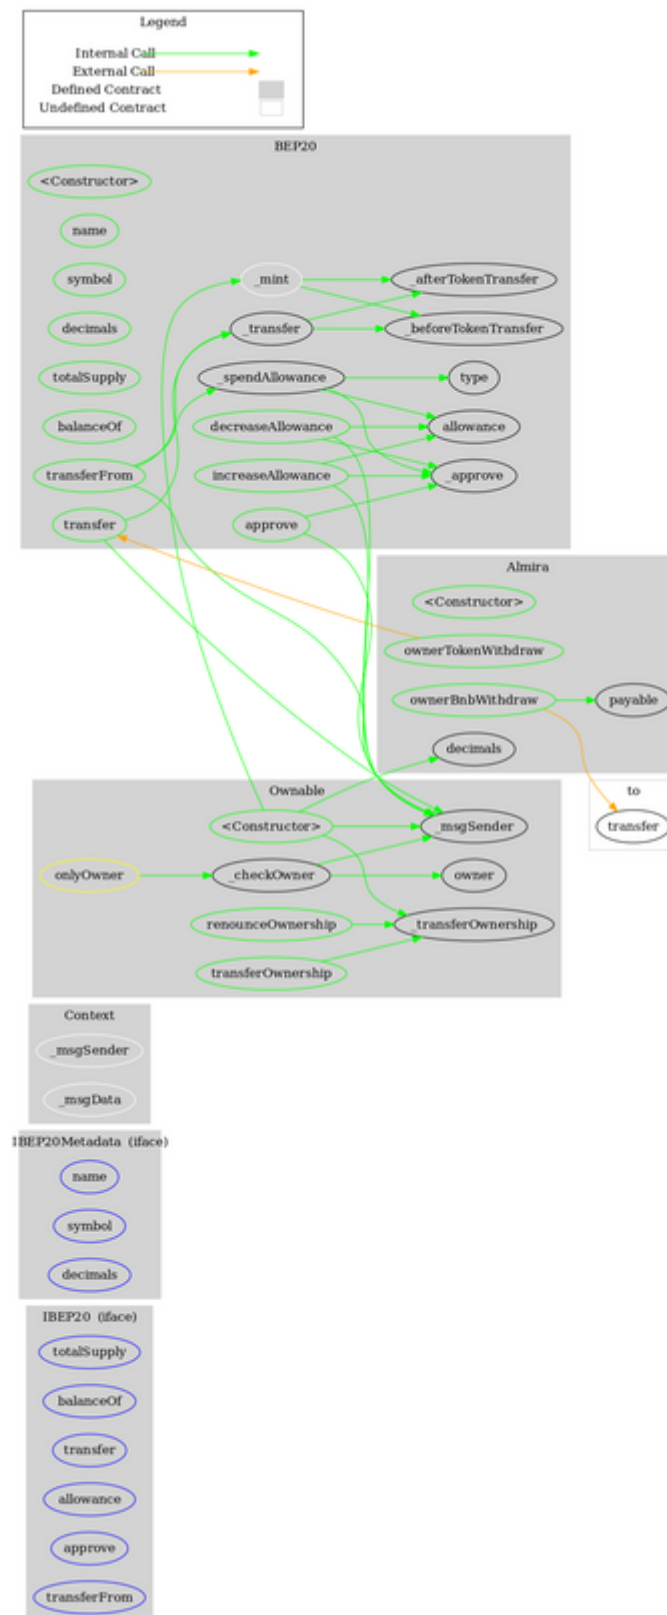 Legend
Internal Call
External Call
Defined Contract
Undefined Contract
BEP20
<Constructor>
name
symbol
_mint
_afterTokenTransfer
decimals
_transfer
_beforeTokenTransfer
totalSupply
_spendAllowance
type
balanceOf
decreaseAllowance
allowance
transferFrom
increaseAllowance
_approve
transfer
approve
Almira
<Constructor>
ownerTokenWithdraw
ownerBnbWithdraw
payable
decimals
to
transfer
Ownable
<Constructor>
_msgSender
onlyOwner
_checkOwner
owner
renounceOwnership
_transferOwnership
transferOwnership
Context
_msgSender
_msgData
IBEP20Metadata (iface)
name
symbol
decimals
IBEP20 (iface)
totalSupply
balanceOf
transfer
allowance
approve
transferFrom